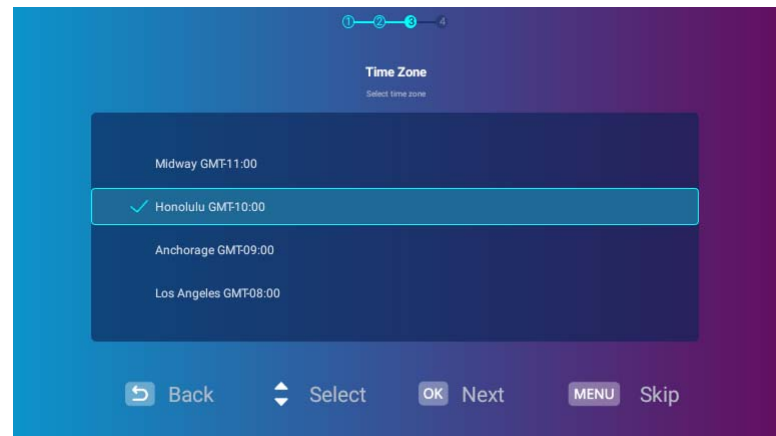 1 2 3 4
Time Zone
Select time zone
Midway GMT-11:00
Honolulu GMT-10:00
Anchorage GMT-09:00
Los Angeles GMT-08:00
Back Select OK Next MENU Skip